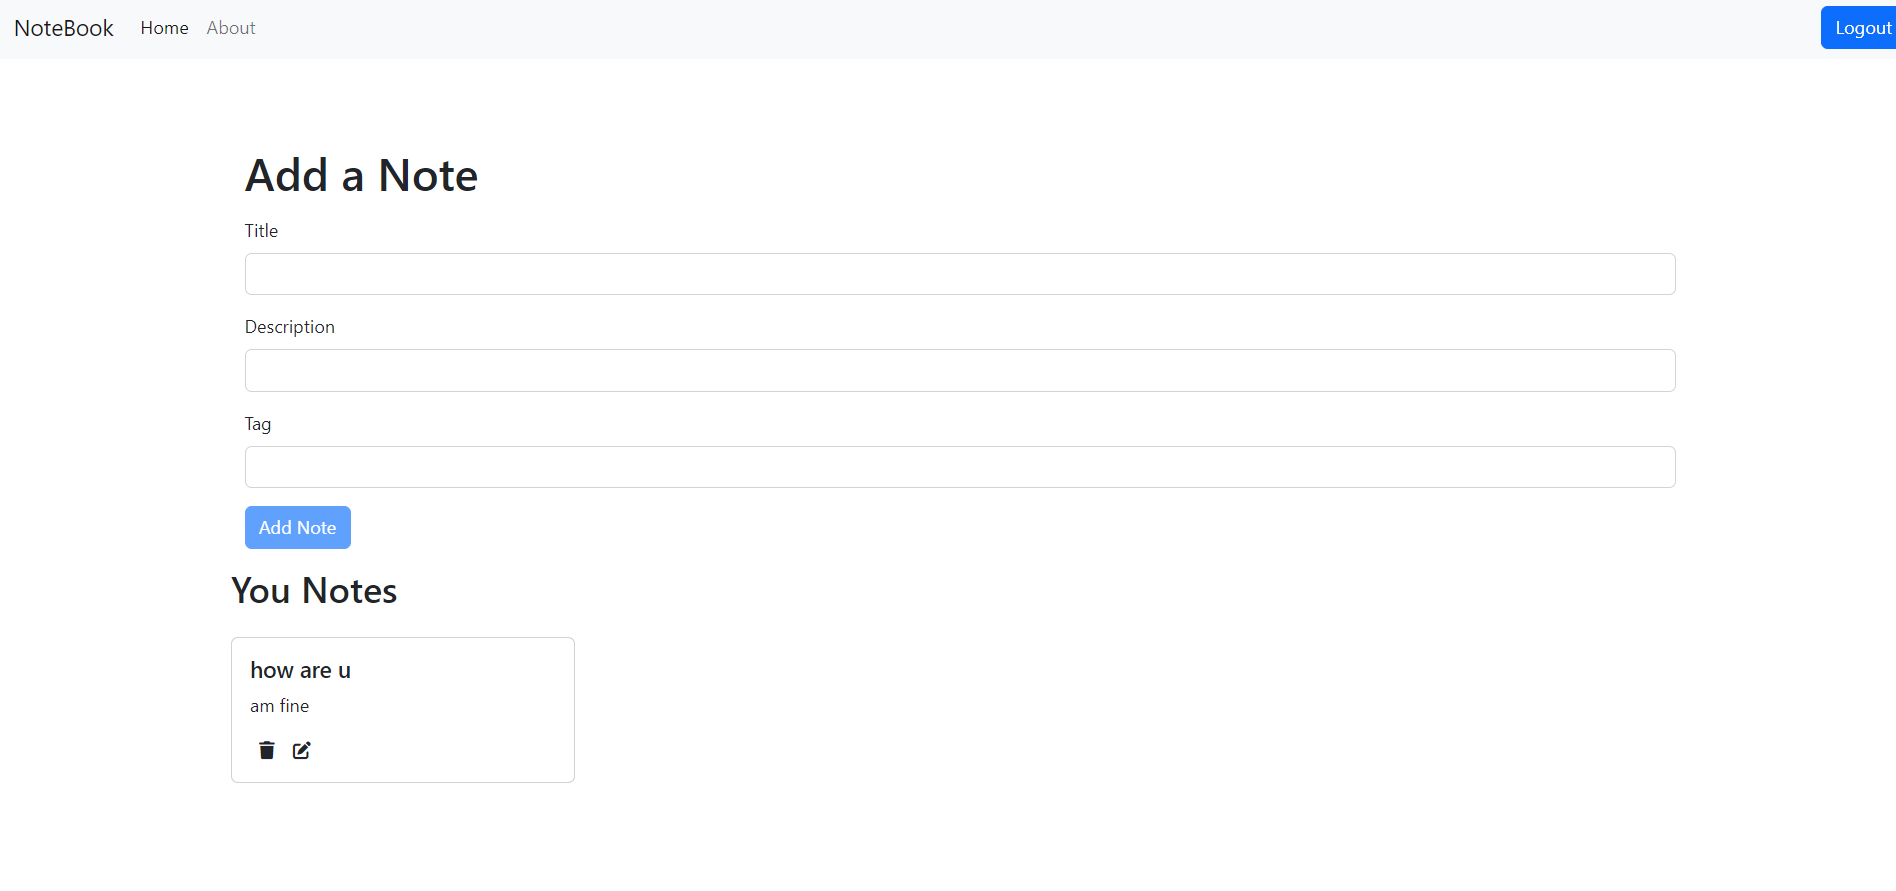 NoteBook Home About Logout
Add a Note
Title
Description
Tag
Add Note
You Notes
how are u
am fine